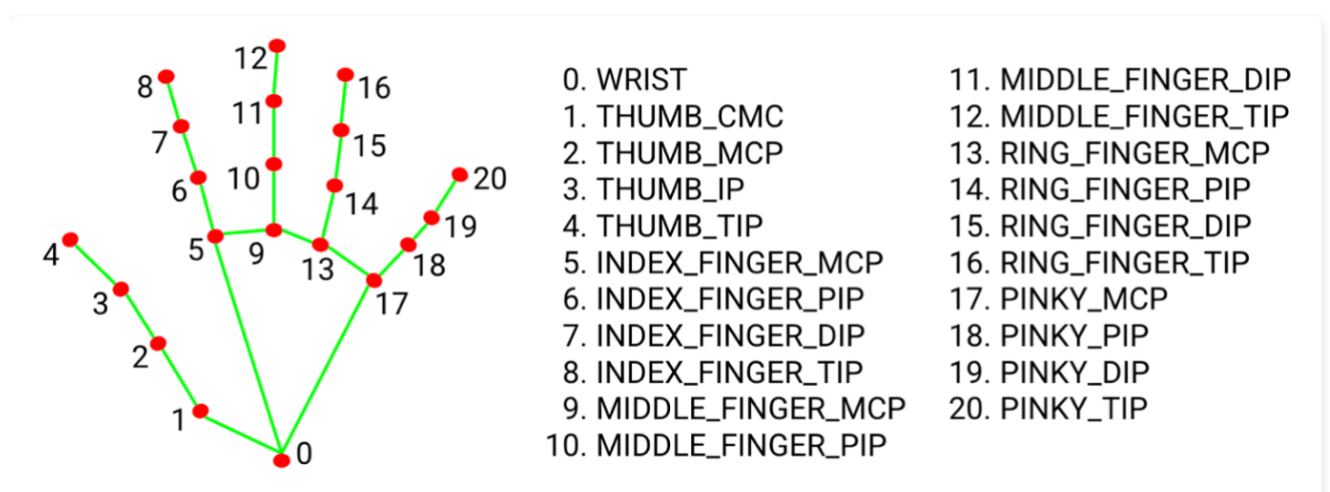 12
8
16
11
7
15
10
20
6
14
19
4
5
9
13
18
3
17
2
1
0
0. WRIST
1. THUMB_CMC
2. THUMB_MCP
3. THUMB_IP
4. THUMB_TIP
5. INDEX_FINGER_MCP
6. INDEX_FINGER_PIP
7. INDEX_FINGER_DIP
8. INDEX_FINGER_TIP
9. MIDDLE_FINGER_MCP
10. MIDDLE_FINGER_PIP
11. MIDDLE_FINGER_DIP
12. MIDDLE_FINGER_TIP
13. RING_FINGER_MCP
14. RING_FINGER_PIP
15. RING_FINGER_DIP
16. RING_FINGER_TIP
17. PINKY_MCP
18. PINKY_PIP
19. PINKY_DIP
20. PINKY_TIP